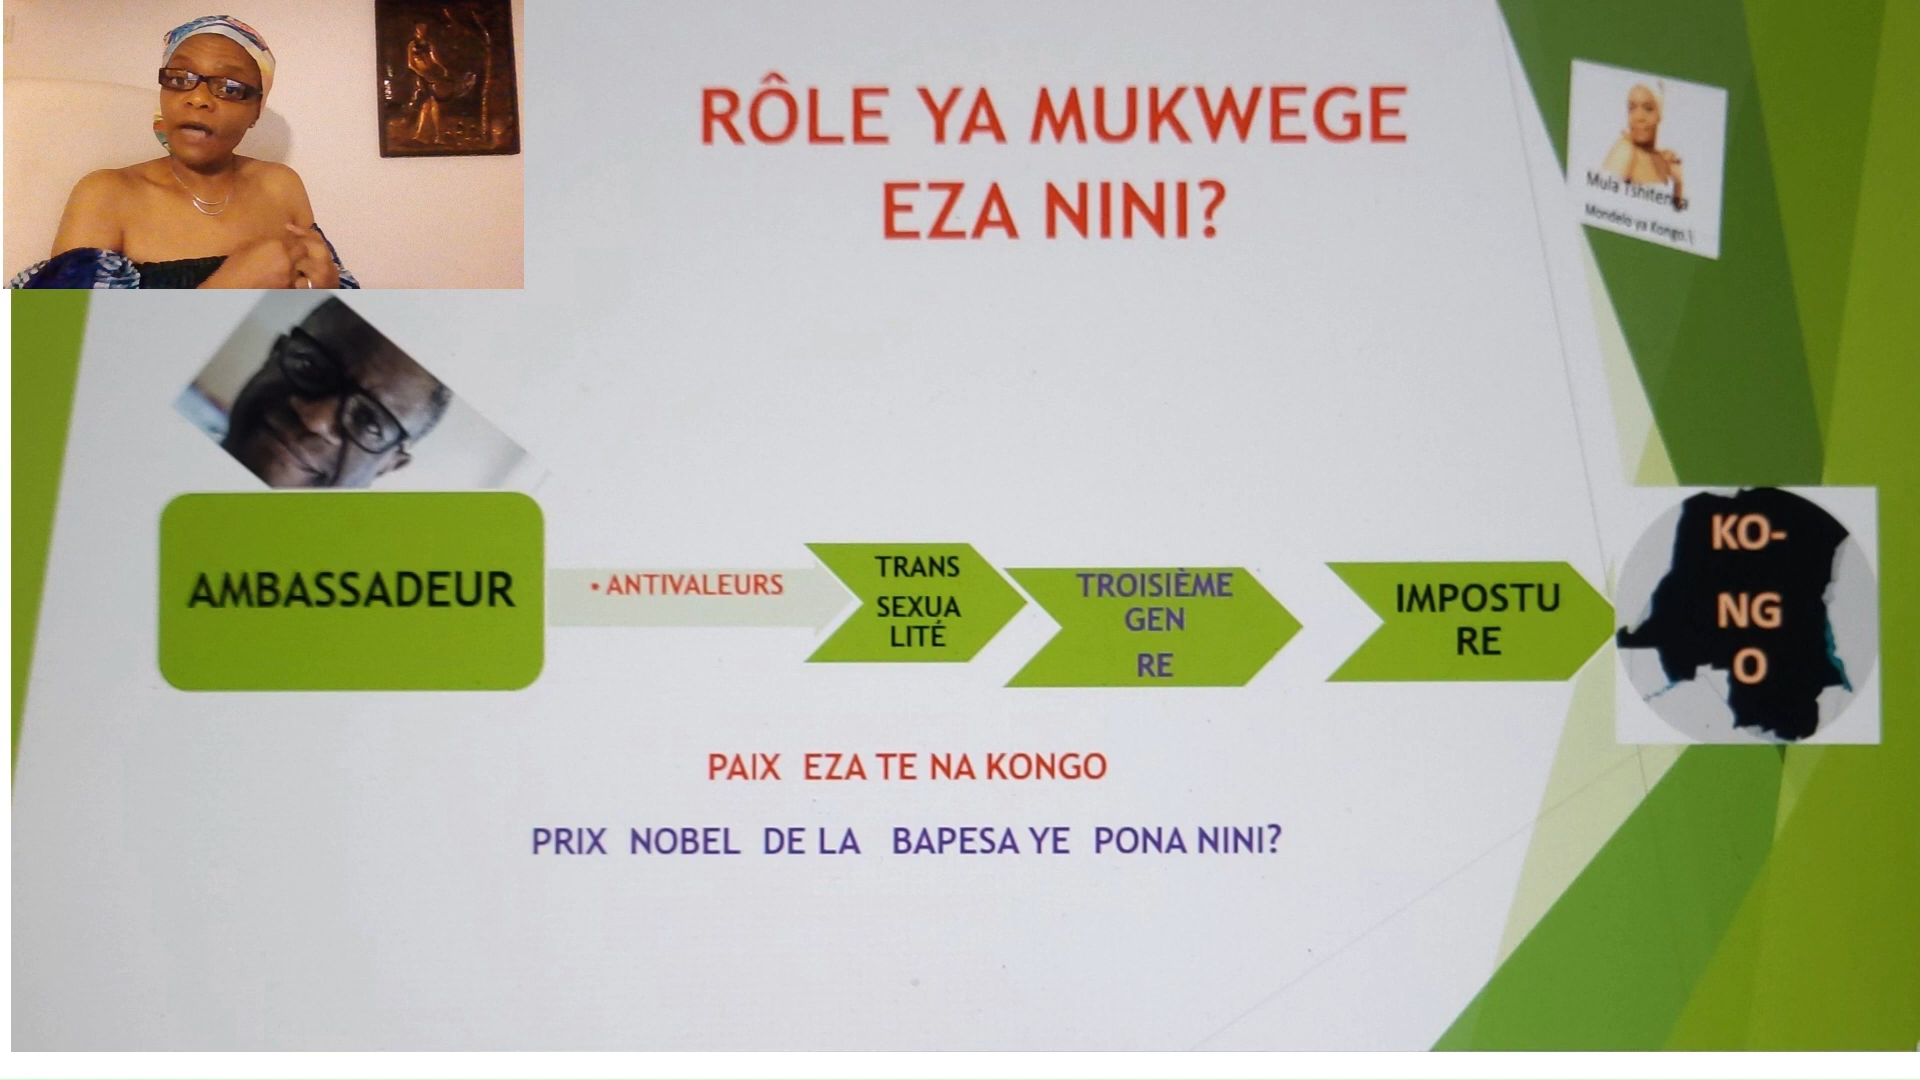 RÔLE YA MUKWEGE
EZA NINI?
Mula Tshitenga
Mondelo ya Kongo.
AMBASSADEUR
• ANTIVALEURS
TRANS
SEXUA
LITÉ
TROISIÈME
GEN
RE
IMPOSTU
RE
KO-
NG
O
PAIX EZA TE NA KONGO
PRIX NOBEL DE LA BAPESA YE PONA NINI?